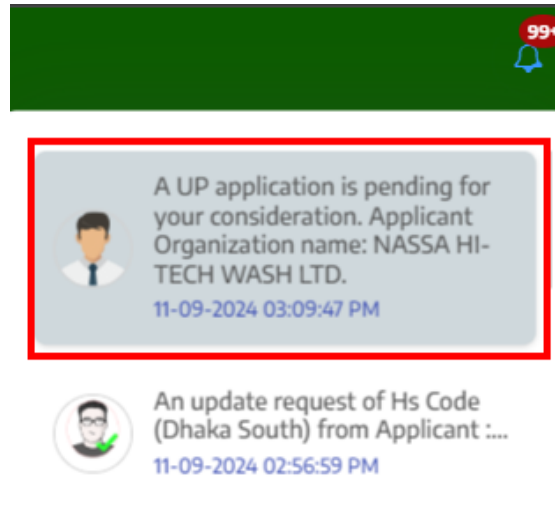 99+
A UP application is pending for
your consideration. Applicant
Organization name: NASSA HI-
TECH WASH LTD.
11-09-2024 03:09:47 PM
An update request of Hs Code
(Dhaka South) from Applicant :....
11-09-2024 02:56:59 PM